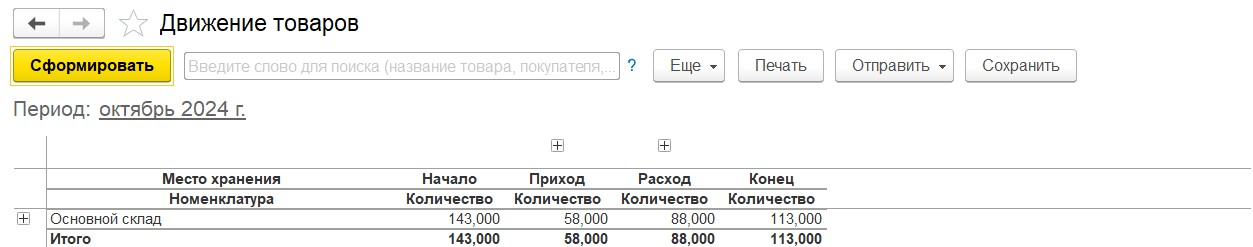 Движение товаров
Сформировать Введите слово для поиска (название товара, покупателя,... ? Еще Печать Отправить Сохранить
Период: октябрь 2024 г.
Место хранения Начало Приход Расход Конец
Номенклатура Количество Количество Количество Количество
Основной склад 143,000 58,000 88,000 113,000
Итого 143,000 58,000 88,000 113,000